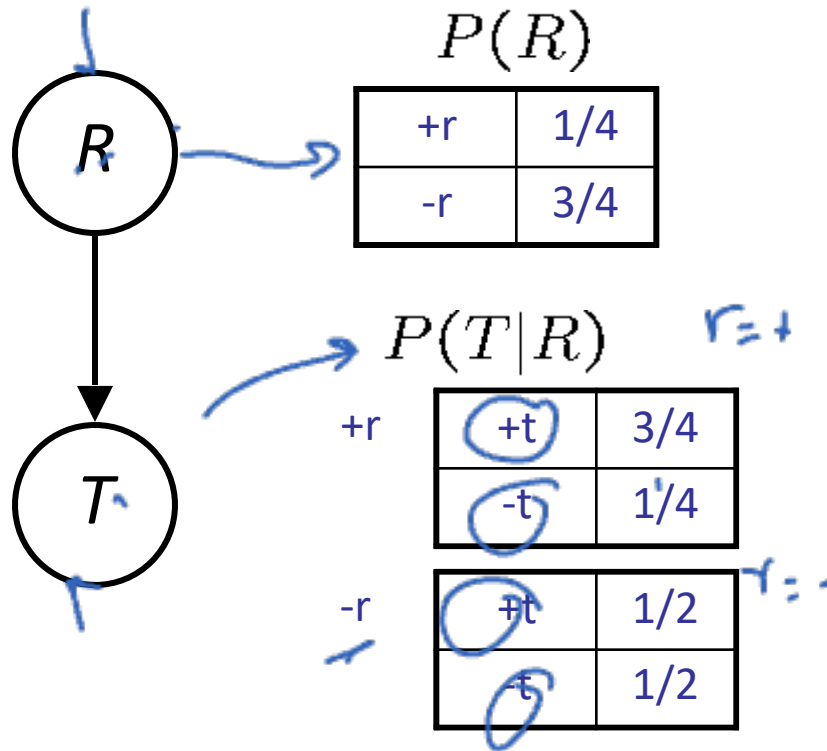 P(R)
R
+r 1/4
-r 3/4
P(T|R) r=+
+r +t 3/4
T -t 1/4
-r +t 1/2 r=-
-t 1/2